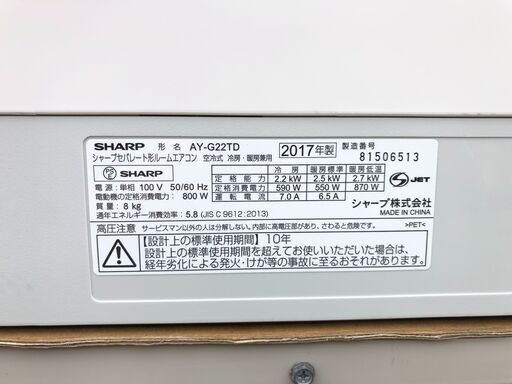 SHARP 形 名 AY-G22TD 2017年製 製造番号
シャープセパレート形ルームエアコン 空冷式 冷房・暖房兼用 81506513
PSE SHARP
冷房 暖房標準 暖房低温
定格能力 2.2 kW 2.5 kW 2.7 kW
電源:単相 100 V 50/60 Hz 定格消費電力 590 W 550 W 870 W
電動機の定格消費電力: 800 W 運転電流 7.0 A 6.5 A
S JET
質量: 8 kg
シャープ株式会社
通年エネルギー消費効率: 5.8 (JIS C 9612:2013) MADE IN CHINA
高圧注意 サービスマン以外の人は分解しない。内部に高電圧部があり、さわると危険です。 >PET<
【設計上の標準使用期間】10年
設計上の標準使用期間を超えてお使いいただいた場合は、
経年劣化による発火・けが等の事故に至るおそれがあります。